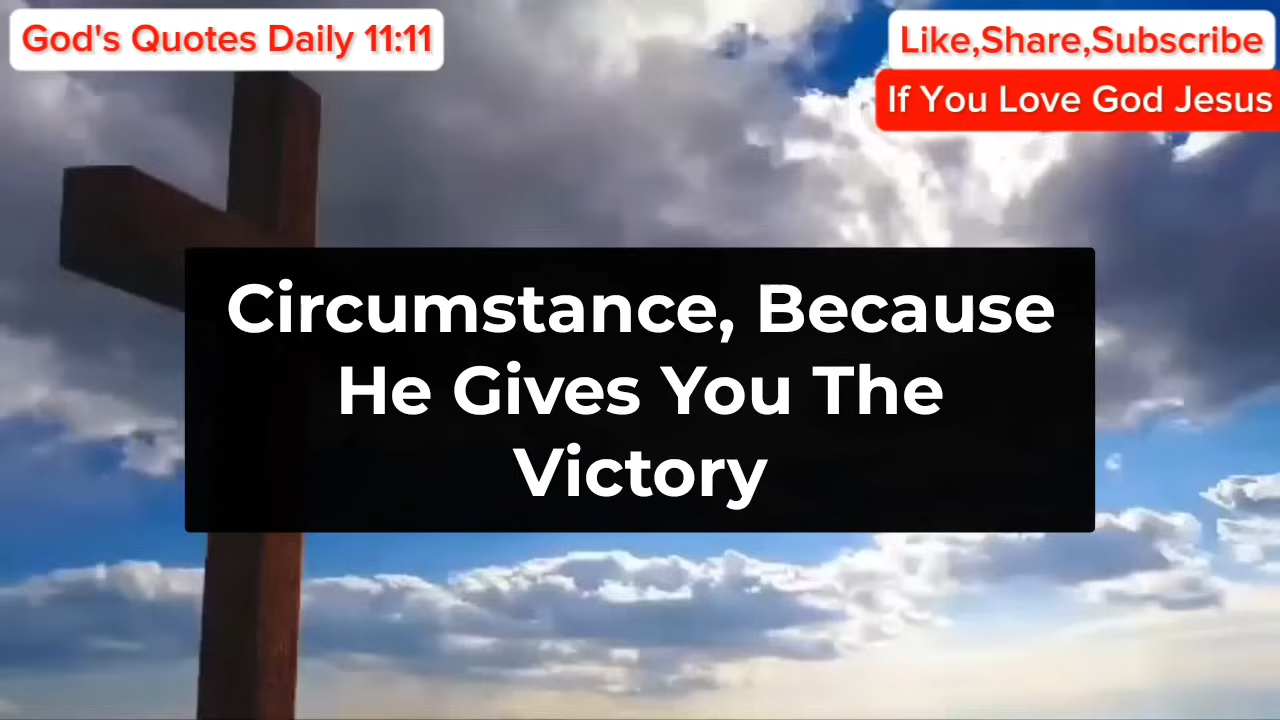 God's Quotes Daily 11:11
Like,Share,Subscribe
If You Love God Jesus
Circumstance, Because
He Gives You The
Victory